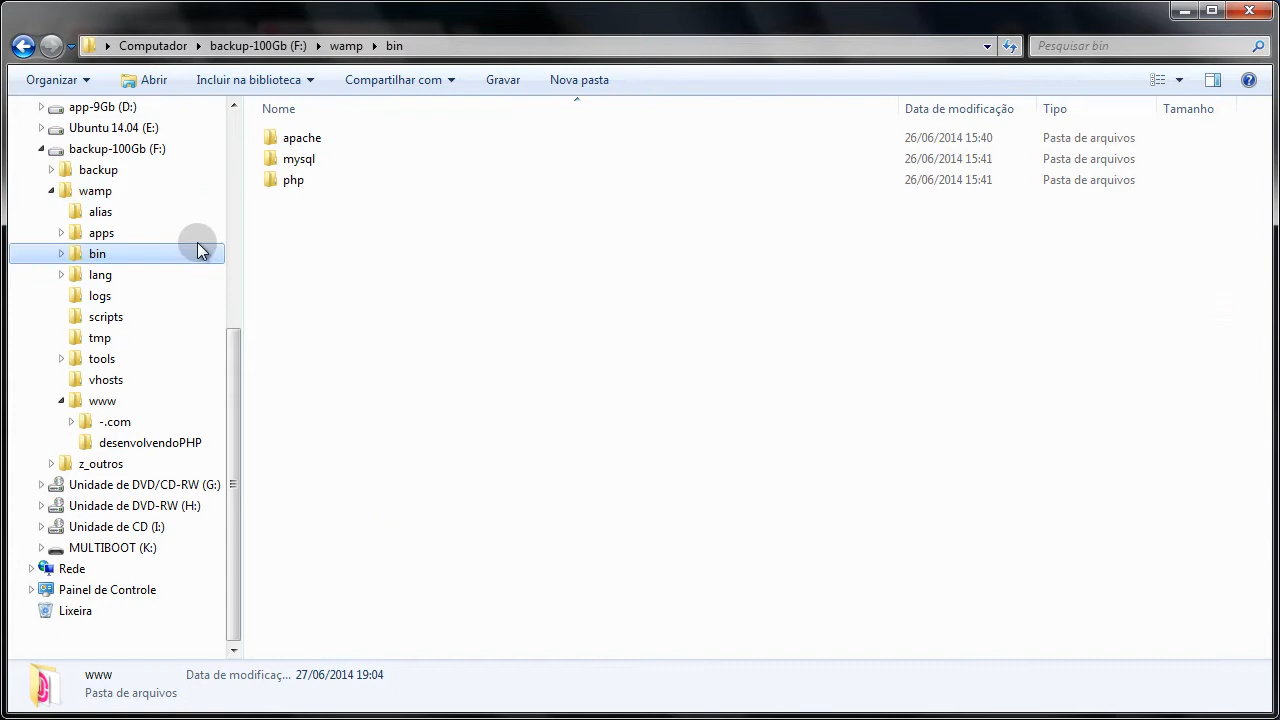 Computador backup-100Gb (F:) wamp bin
Pesquisar bin
Organizar Abrir Incluir na biblioteca Compartilhar com Gravar Nova pasta
Nome Data de modificação Tipo Tamanho
app-9Gb (D:)
Ubuntu 14.04 (E:)
backup-100Gb (F:)
backup
wamp
alias
apps
bin
lang
logs
scripts
tmp
tools
vhosts
www
-.com
desenvolvendoPHP
z_outros
Unidade de DVD/CD-RW (G:)
Unidade de DVD-RW (H:)
Unidade de CD (I:)
MULTIBOOT (K:)
Rede
Painel de Controle
Lixeira
apache 26/06/2014 15:40 Pasta de arquivos
mysql 26/06/2014 15:41 Pasta de arquivos
php 26/06/2014 15:41 Pasta de arquivos
www Data de modificaç... 27/06/2014 19:04
Pasta de arquivos